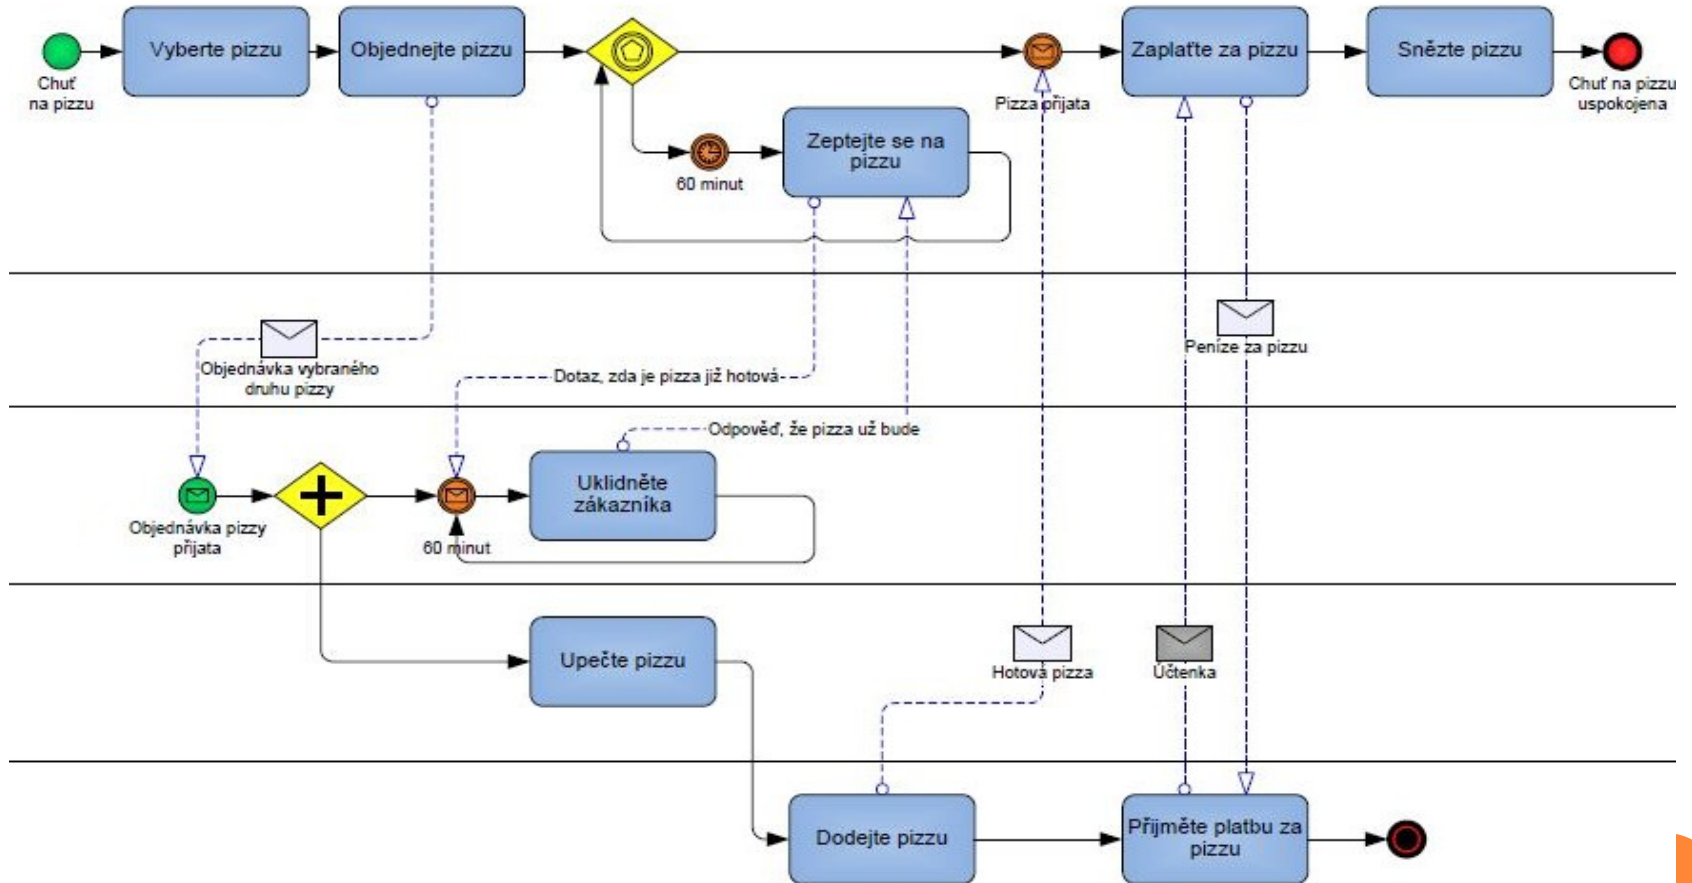 Vyberte pizzu
Objednejte pizzu
Zaplaťte za pizzu
Snězte pizzu
Chuť
na pizzu
Pizza přijata
Chuť na pizzu
uspokojena
Zeptejte se na
pizzu
60 minut
Peníze za pizzu
Objednávka vybraného
druhu pizzy
Dotaz, zda je pizza již hotová
Odpověď, že pizza už bude
Uklidněte
zákazníka
Objednávka pizzy
přijata
60 minut
Upečte pizzu
Hotová pizza
Účtenka
Dodejte pizzu
Přijměte platbu za
pizzu